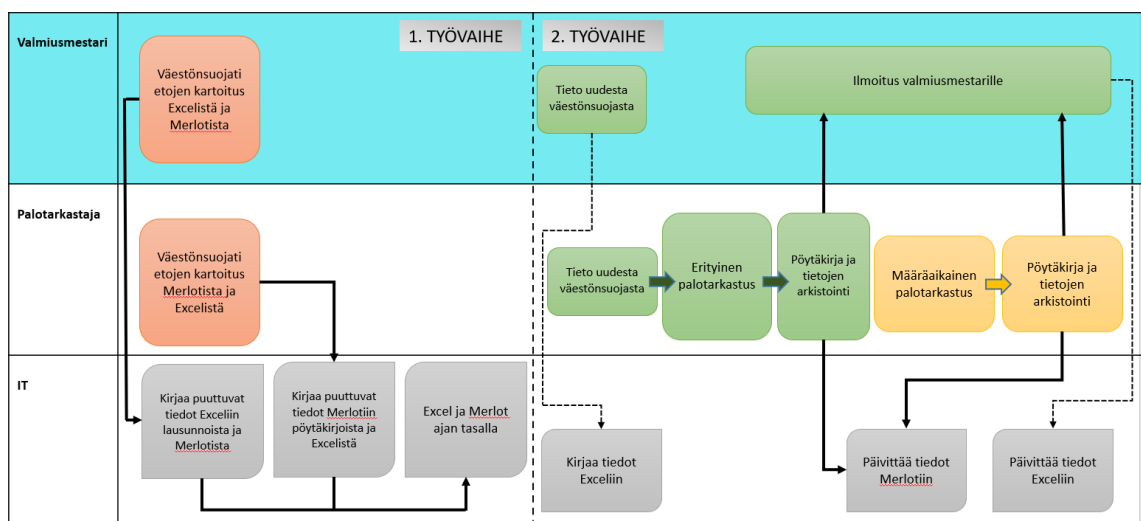 Valmiusmestari
1. TYÖVAIHE
2. TYÖVAIHE
Väestönsuojati
etojen kartoitus
Excelistä ja
Merlotista
Tieto uudesta
väestönsuojasta
Ilmoitus valmiusmestarille
Palotarkastaja
Väestönsuojati
etojen kartoitus
Merlotista ja
Excelistä
Tieto uudesta
väestönsuojasta
Erityinen
palotarkastus
Pöytäkirja ja
tietojen
arkistointi
Määräaikainen
palotarkastus
Pöytäkirja ja
tietojen
arkistointi
IT
Kirjaa puuttuvat
tiedot Exceliin
lausunnoista ja
Merlotista
Kirjaa puuttuvat
tiedot Merlotiin
pöytäkirjoista ja
Excelistä
Excel ja Merlot
ajan tasalla
Kirjaa tiedot
Exceliin
Päivittää tiedot
Merlotiin
Päivittää tiedot
Exceliin